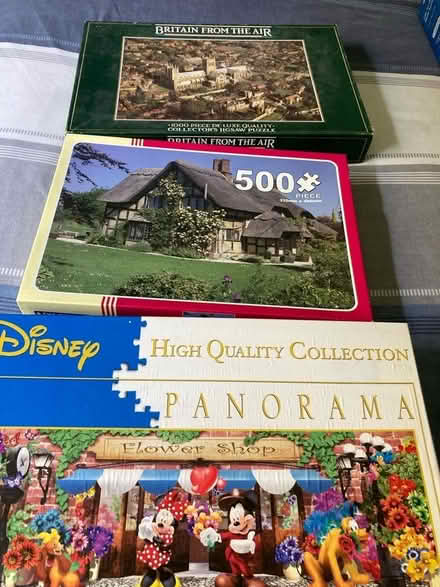 BRITAIN FROM THE AIR
·1000 PIECE DE LUXE QUALITY·
COLLECTOR'S JIGSAW PUZZLE
BRITAIN FROM THE AIR
500
PIECE
DISNEY
HIGH QUALITY COLLECTION
PANORAMA
Flower Shop